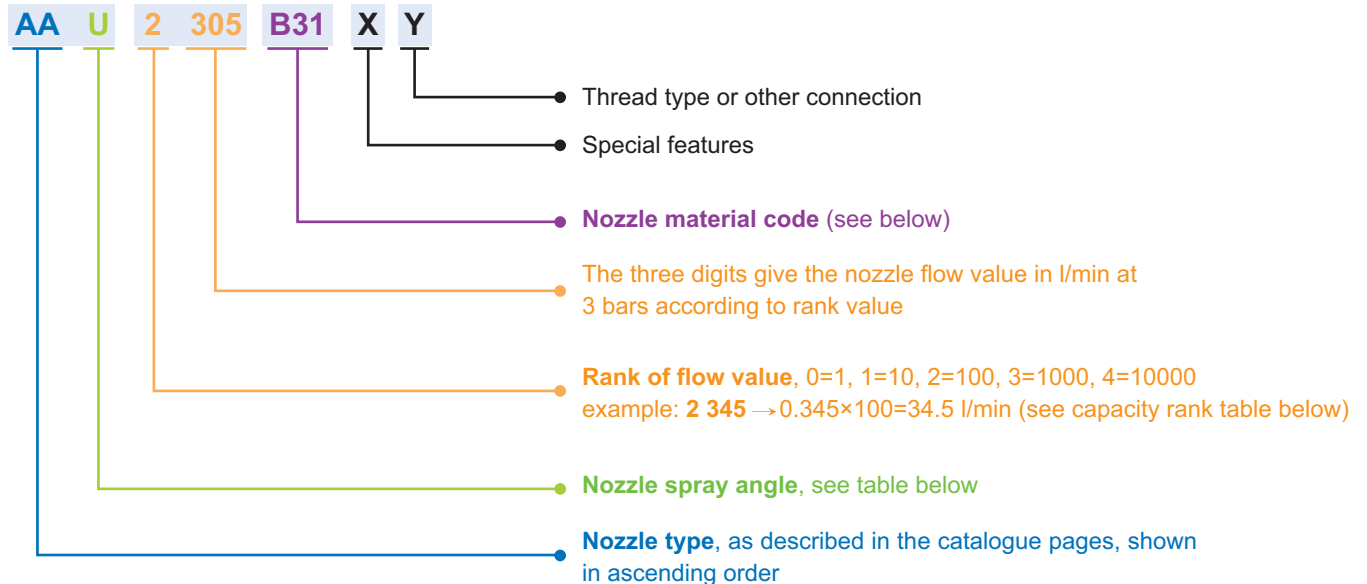 AA U 2 305 B31 X Y
Thread type or other connection
Special features
Nozzle material code (see below)
The three digits give the nozzle flow value in l/min at
3 bars according to rank value
Rank of flow value, 0=1, 1=10, 2=100, 3=1000, 4=10000
example: 2 345 → 0.345×100=34.5 l/min (see capacity rank table below)
Nozzle spray angle, see table below
Nozzle type, as described in the catalogue pages, shown
in ascending order